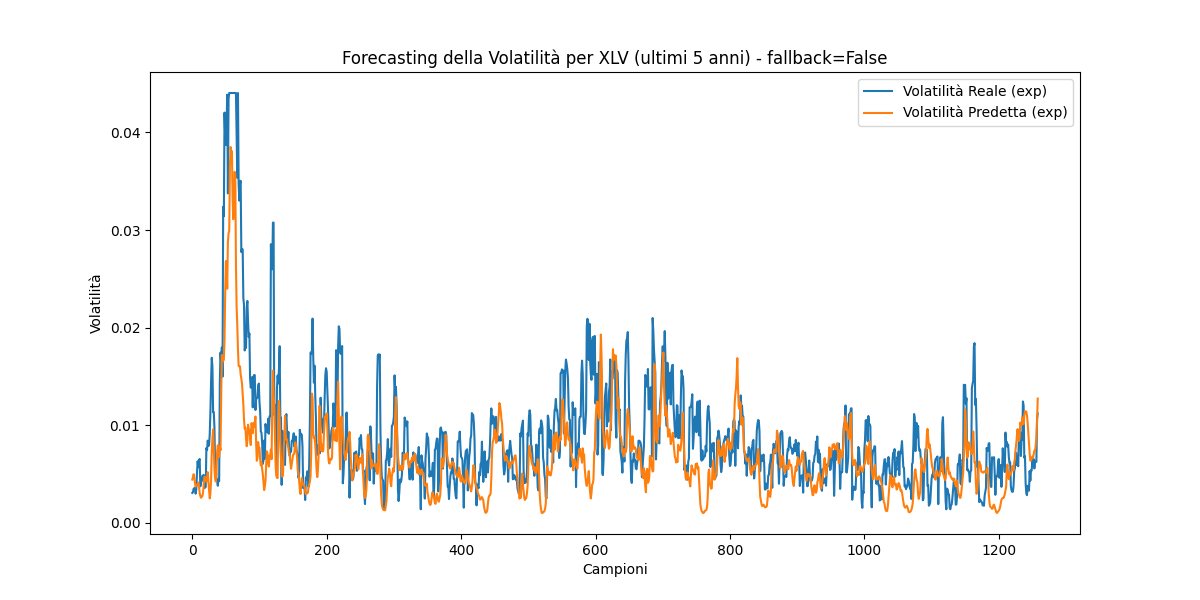 Forecasting della Volatilità per XLV (ultimi 5 anni) - fallback=False
Volatilità Reale (exp)
Volatilità Predetta (exp)
Volatilità
0.04
0.03
0.02
0.01
0.00
0 200 400 600 800 1000 1200
Campioni